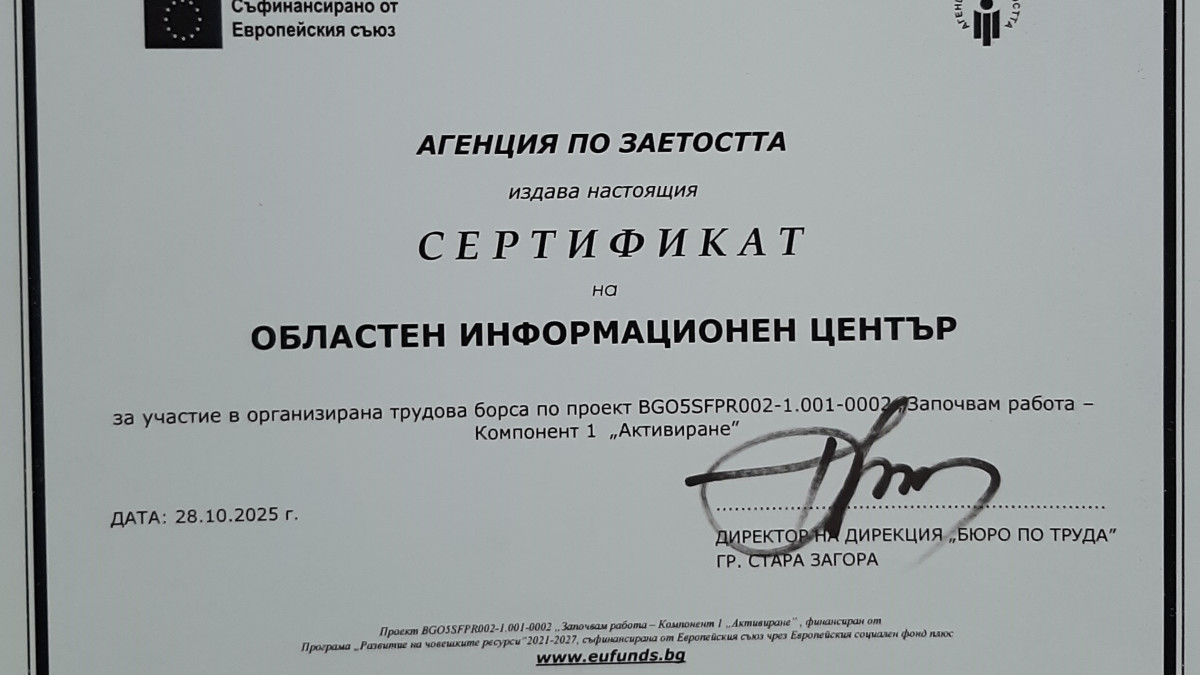 Съфинансирано от
Европейския съюз
АГЕНЦИЯ ПО ЗАЕТОСТТА
издава настоящия
СЕРТИФИКАТ
на
ОБЛАСТЕН ИНФОРМАЦИОНЕН ЦЕНТЪР
за участие в организирана трудова борса по проект BGO5SFPR002-1.001-0002 „Започвам работа –
Компонент 1 „Активиране”
ДАТА: 28.10.2025 г.
ДИРЕКТОР НА ДИРЕКЦИЯ „БЮРО ПО ТРУДА”
ГР. СТАРА ЗАГОРА
Проект BGO5SFPR002-1.001-0002 „Започвам работа – Компонент 1 „Активиране” , финансиран от
Програма „Развитие на човешките ресурси”2021-2027, съфинансирана от Европейския съюз чрез Европейския социален фонд плюс
www.eufunds.bg